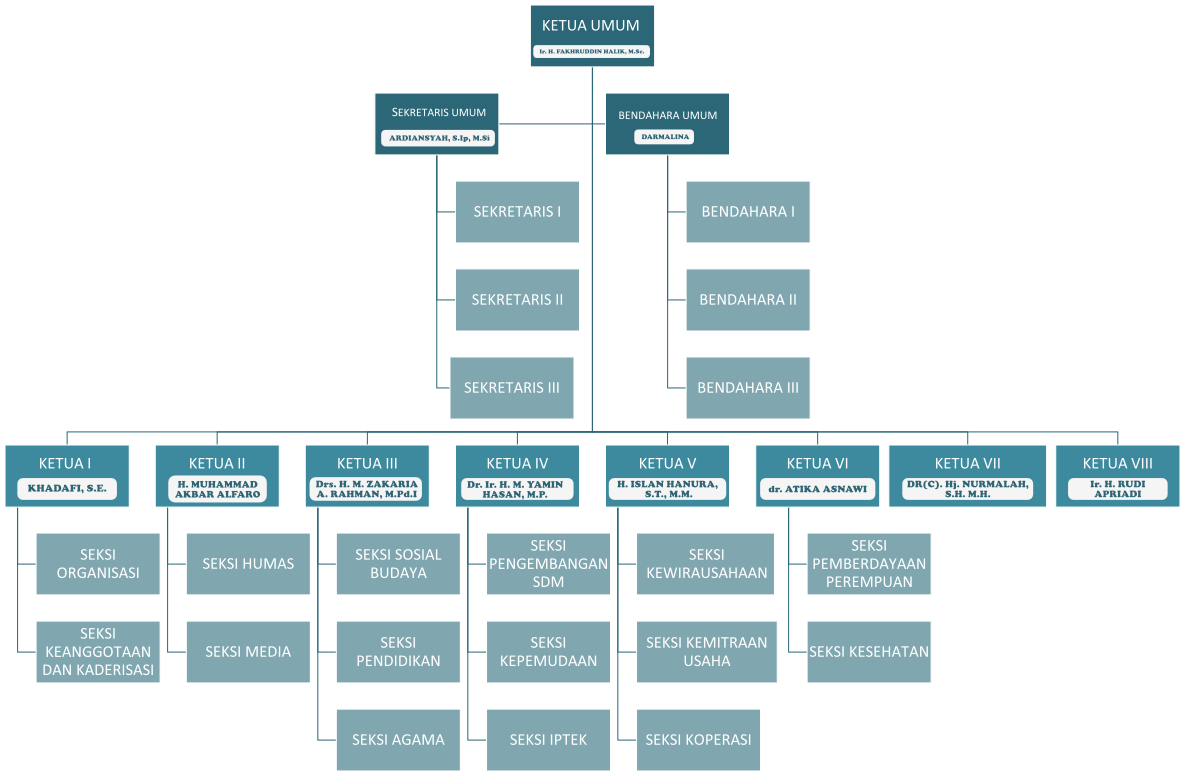 KETUA UMUM
Ir. H. FAKHRUDDIN HALIK, M.Sc.
SEKRETARIS UMUM
ARDIANSYAH, S.Ip, M.Si
BENDAHARA UMUM
DARMALINA
SEKRETARIS I
BENDAHARA I
SEKRETARIS II
BENDAHARA II
SEKRETARIS III
BENDAHARA III
KETUA I
KHADAFI, S.E.
KETUA II
H. MUHAMMAD
AKBAR ALFARO
KETUA III
Drs. H. M. ZAKARIA
A. RAHMAN, M.Pd.I
KETUA IV
Dr. Ir. H. M. YAMIN
HASAN, M.P.
KETUA V
H. ISLAN HANURA,
S.T., M.M.
KETUA VI
dr. ATIKA ASNAWI
KETUA VII
DR(C). Hj. NURMALAH,
S.H. M.H.
KETUA VIII
Ir. H. RUDI
APRIADI
SEKSI
ORGANISASI
SEKSI HUMAS
SEKSI SOSIAL
BUDAYA
SEKSI
PENGEMBANGAN
SDM
SEKSI
KEWIRAUSAHAAN
SEKSI
PEMBERDAYAAN
PEREMPUAN
SEKSI
KEANGGOTAAN
DAN KADERISASI
SEKSI MEDIA
SEKSI
PENDIDIKAN
SEKSI
KEPEMUDAAN
SEKSI KEMITRAAN
USAHA
SEKSI KESEHATAN
SEKSI AGAMA
SEKSI IPTEK
SEKSI KOPERASI